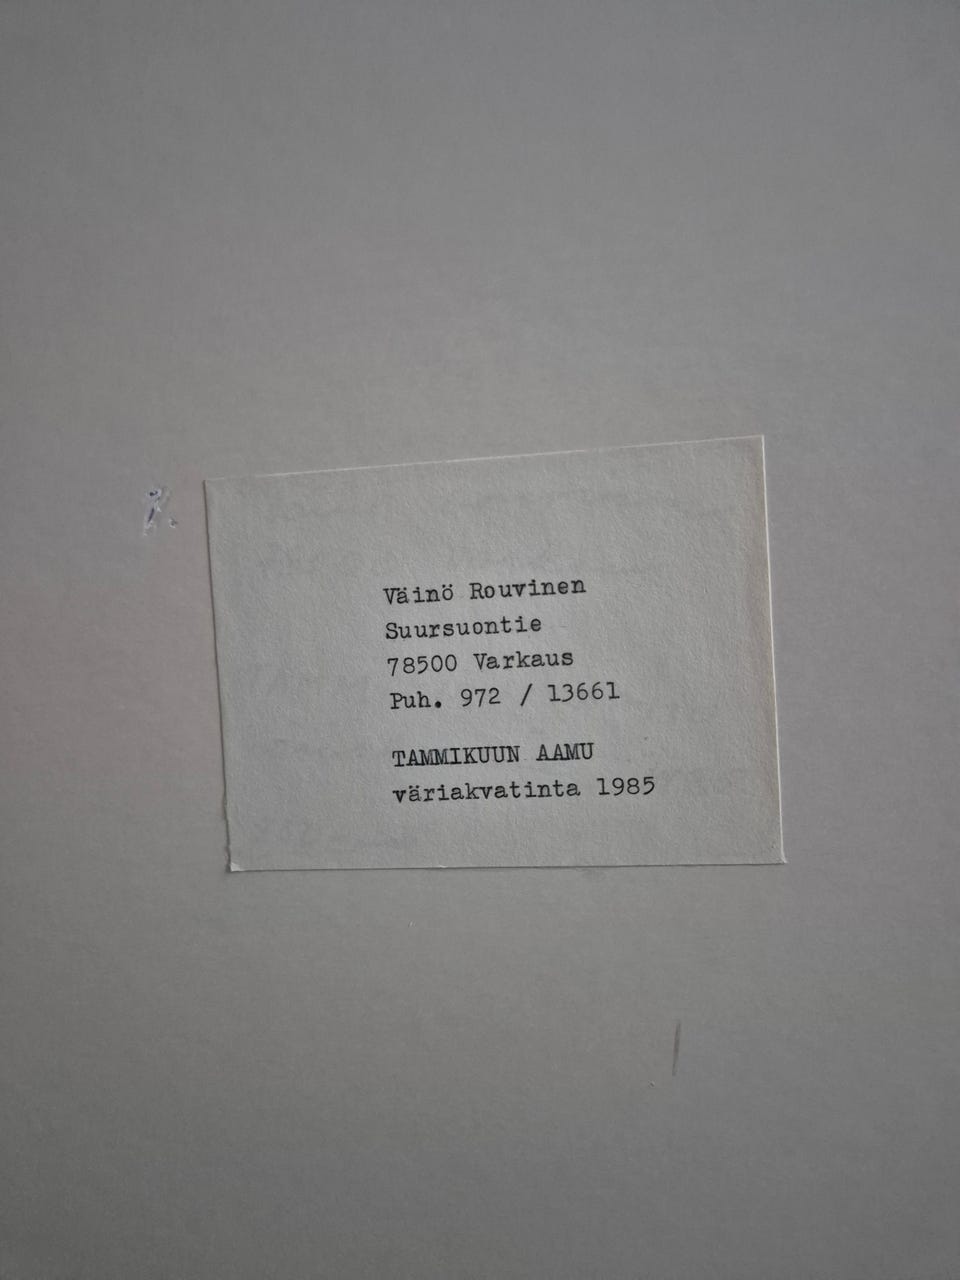 Väinö Rouvinen
Suursuontie
78500 Varkaus
Puh. 972 / 13661
TAMMIKUUN AAMU
väriakvatinta 1985